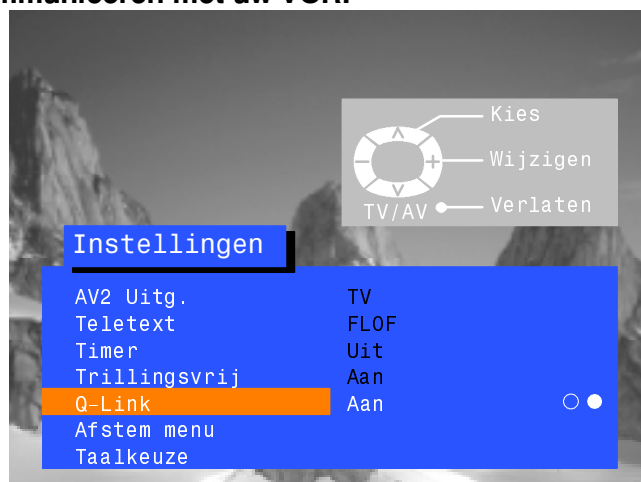 Kies
Wijzigen
TV/AV Verlaten
Instellingen
AV2 Uitg. TV
Teletext FLOF
Timer Uit
Trillingsvrij Aan
Q-Link Aan
Afstem menu
Taalkeuze